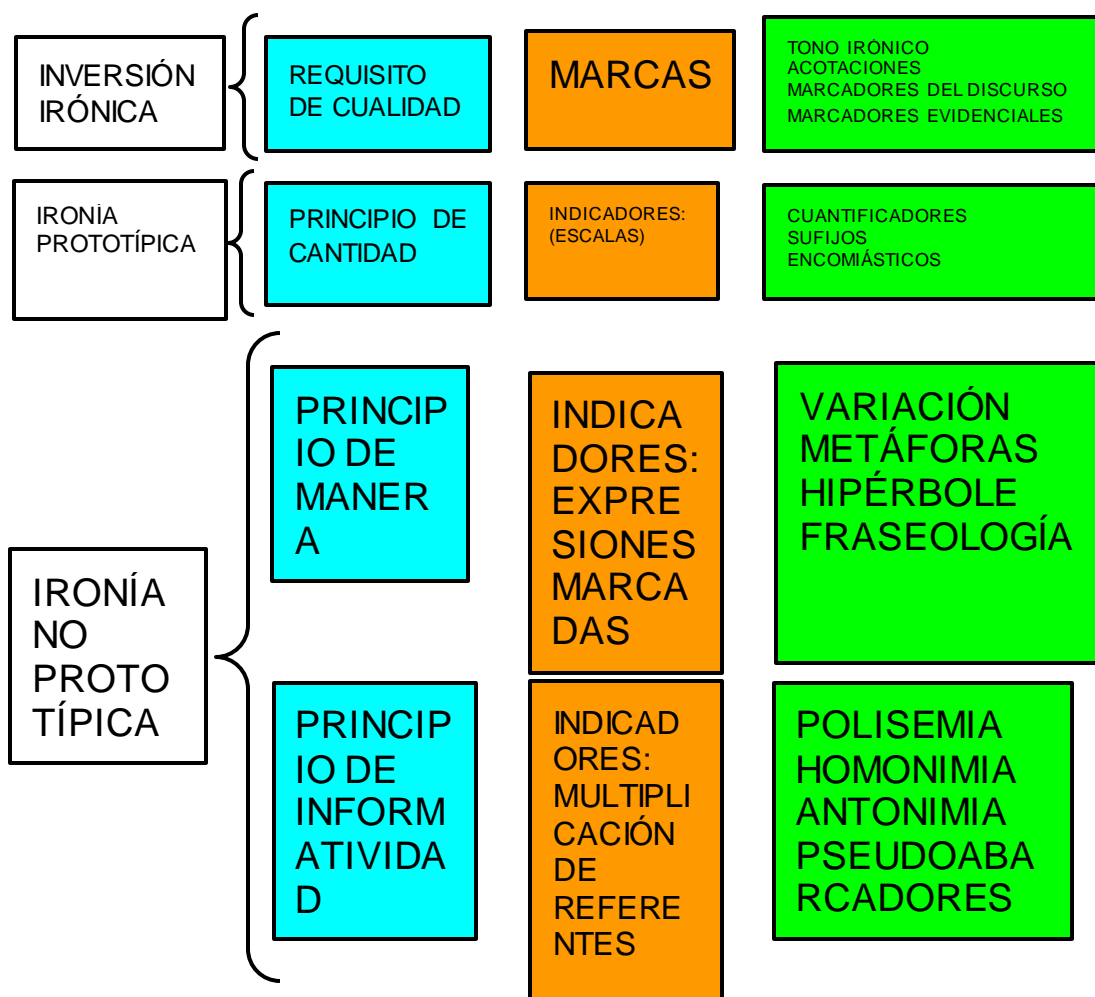 INVERSIÓN
IRÓNICA
REQUISITO
DE CUALIDAD
MARCAS
TONO IRÓNICO
ACOTACIONES
MARCADORES DEL DISCURSO
MARCADORES EVIDENCIALES
IRONÍA
PROTOTÍPICA
PRINCIPIO DE
CANTIDAD
INDICADORES:
(ESCALAS)
CUANTIFICADORES
SUFIJOS
ENCOMIÁSTICOS
IRONÍA
NO
PROTO
TÍPICA
PRINCIP
IO DE
MANER
A
INDICA
DORES:
EXPRE
SIONES
MARCA
DAS
VARIACIÓN
METÁFORAS
HIPÉRBOLE
FRASEOLOGÍA
PRINCIP
IO DE
INFORM
ATIVIDA
D
INDICAD
ORES:
MULTIPLI
CACIÓN
DE
REFERE
NTES
POLISEMIA
HOMONIMIA
ANTONIMIA
PSEUDOABA
RCADORES